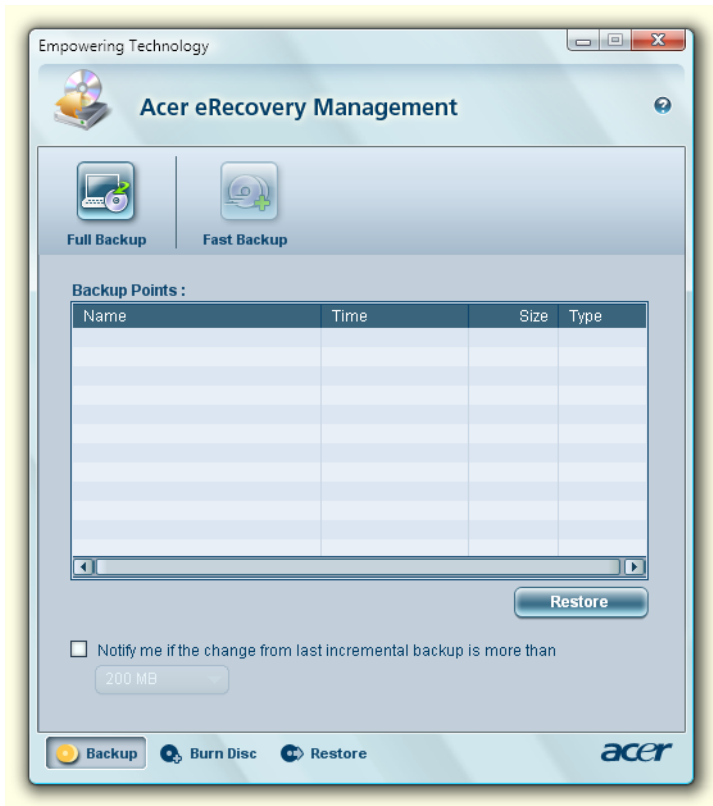 Empowering Technology
Acer eRecovery Management
Full Backup
Fast Backup
Backup Points :
Name Time Size Type
Restore
Notify me if the change from last incremental backup is more than
200 MB
Backup Burn Disc Restore
acer